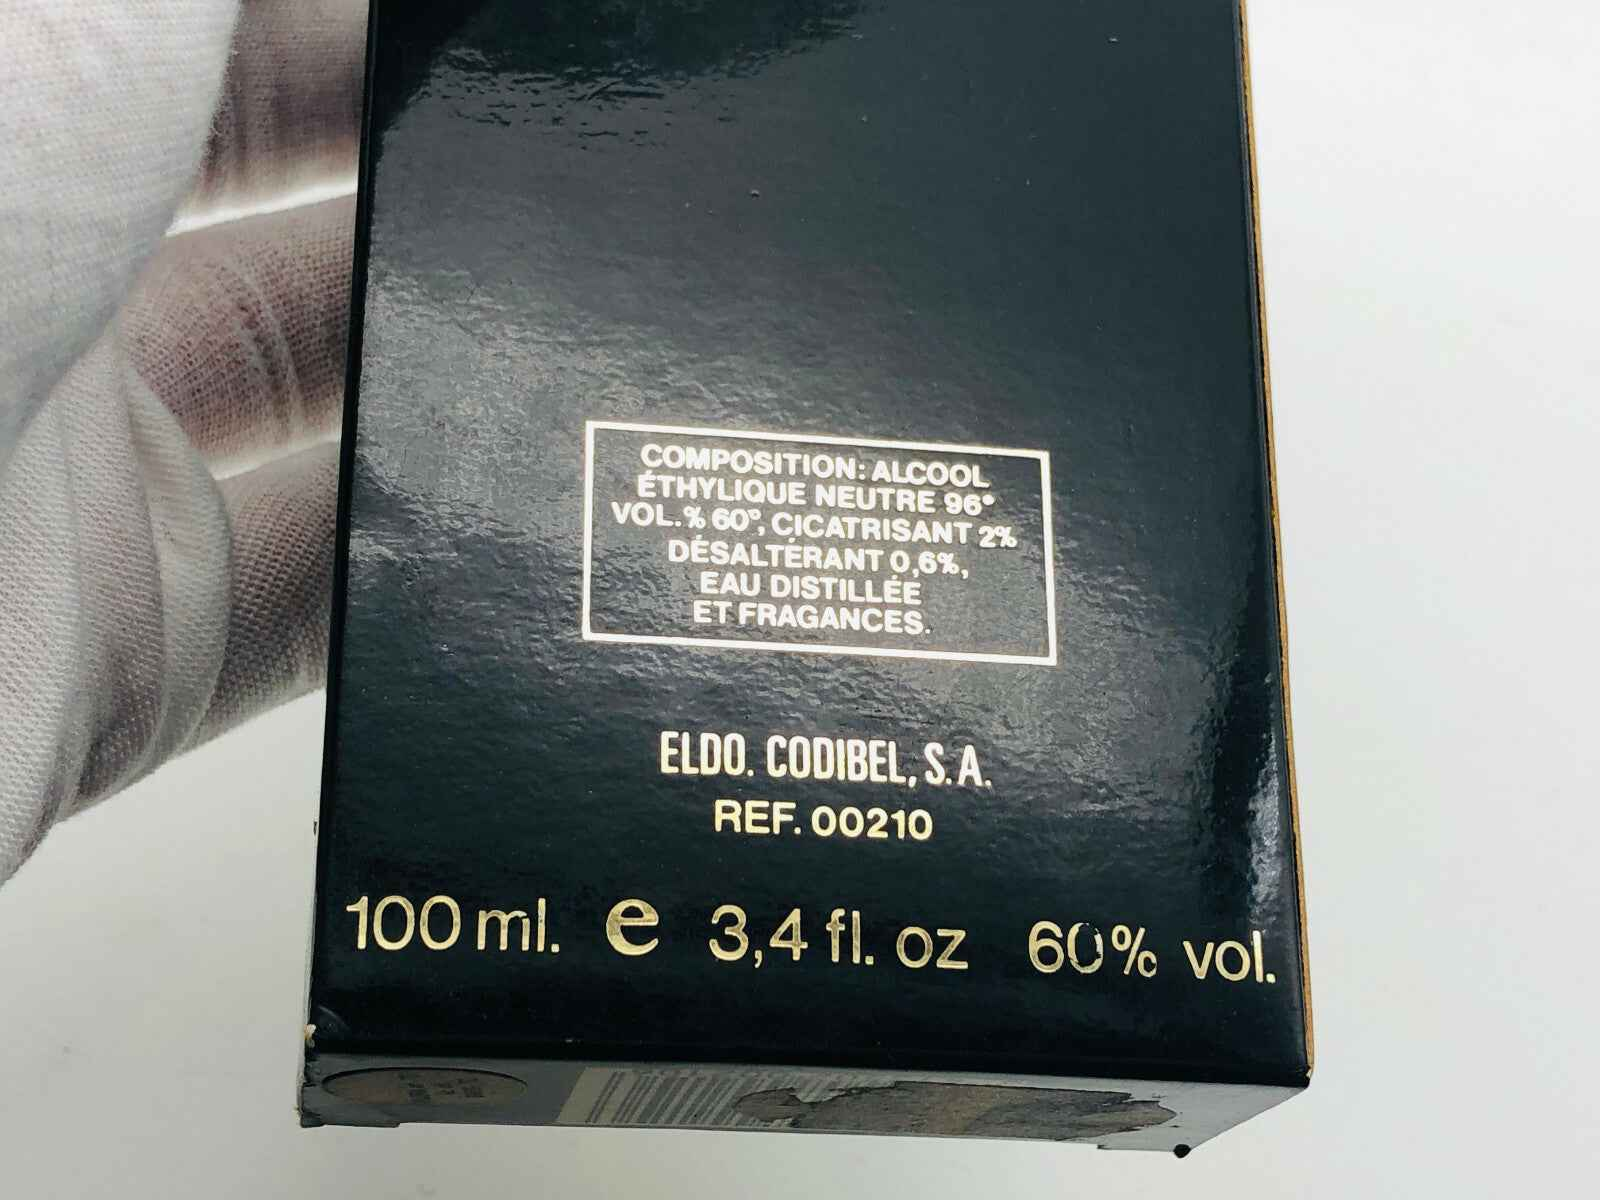 COMPOSITION: ALCOOL
ÉTHYLIQUE NEUTRE 96°
VOL.% 60°, CICATRISANT 2%
DÉSALTÉRANT 0,6%,
EAU DISTILLÉE
ET FRAGANCES.
ELDO. CODIBEL, S.A.
REF. 00210
100 ml. e 3,4 fl. oz 60% vol.